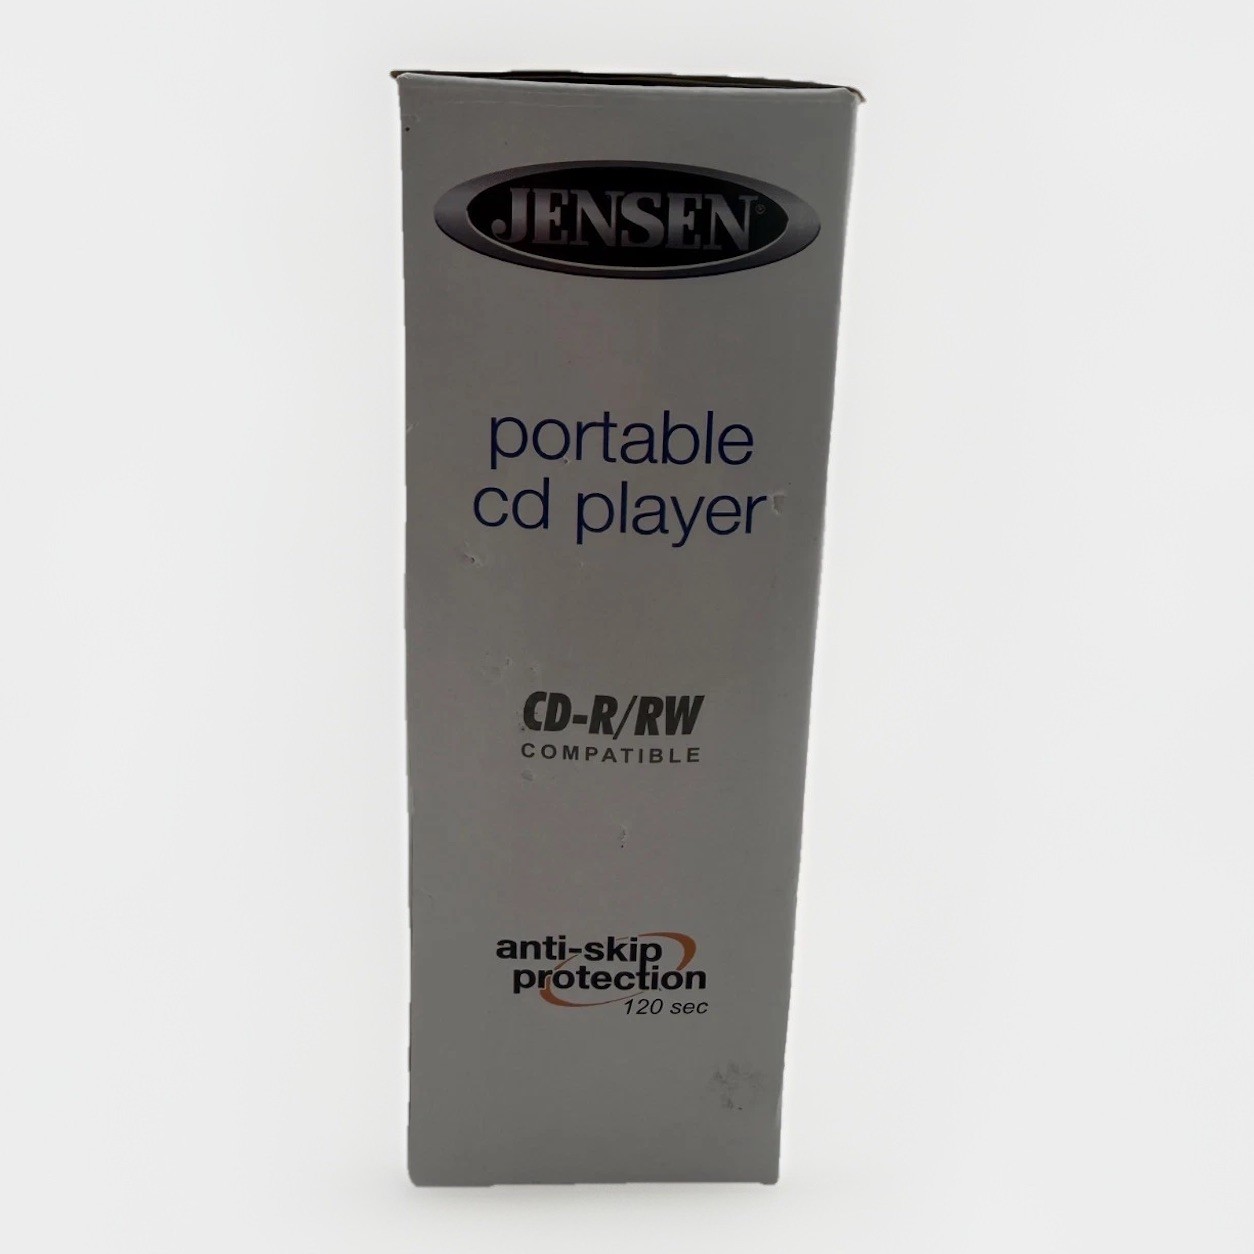 JENSEN®
portable
cd player
CD-R/RW
COMPATIBLE
anti-skip
protection
120 sec